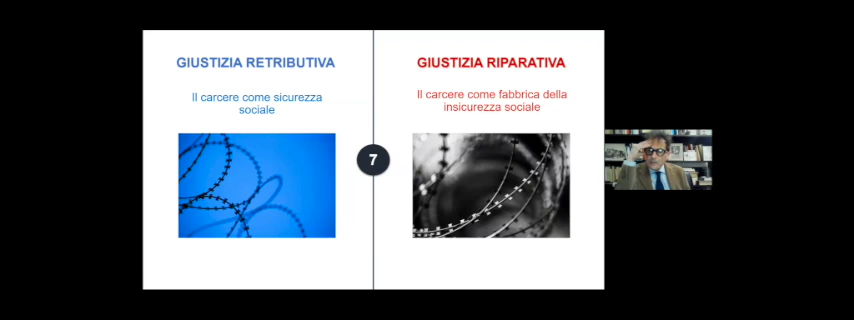 GIUSTIZIA RETRIBUTIVA
Il carcere come sicurezza
sociale
7
GIUSTIZIA RIPARATIVA
Il carcere come fabbrica della
insicurezza sociale